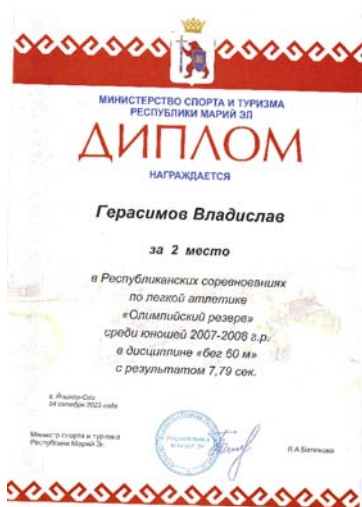 МИНИСТЕРСТВО СПОРТА И ТУРИЗМА
РЕСПУБЛИКИ МАРИЙ ЭЛ
ДИПЛОМ
НАГРАЖДАЕТСЯ
Герасимов Владислав
за 2 место
в Республиканских соревнованиях
по легкой атлетике
«Олимпийский резерв»
среди юношей 2007-2008 г.р.
в дисциплине «бег 60 м»
с результатом 7,79 сек.
г. Йошкар-Ола
2023 года
Министр спорта и туризма
Республики Марий Эл